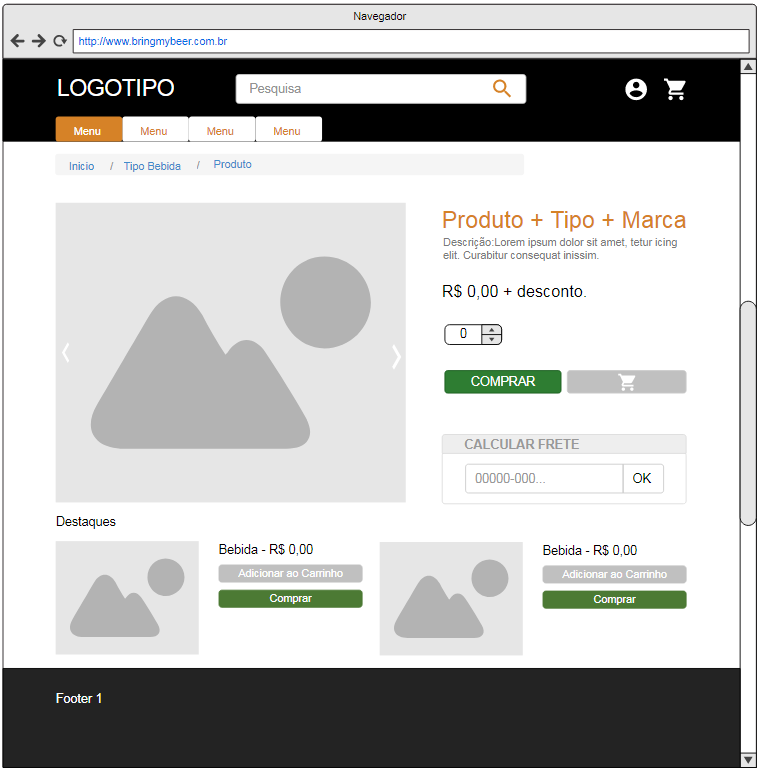 Navegador
http://www.bringmybeer.com.br
LOGOTIPO
Pesquisa
Menu Menu Menu Menu
Inicio / Tipo Bebida / Produto
Produto + Tipo + Marca
Descrição:Lorem ipsum dolor sit amet, tetur icing
elit. Curabitur consequat inissim.
R$ 0,00 + desconto.
0
COMPRAR
CALCULAR FRETE
00000-000... OK
Destaques
Bebida - R$ 0,00
Adicionar ao Carrinho
Comprar
Bebida - R$ 0,00
Adicionar ao Carrinho
Comprar
Footer 1